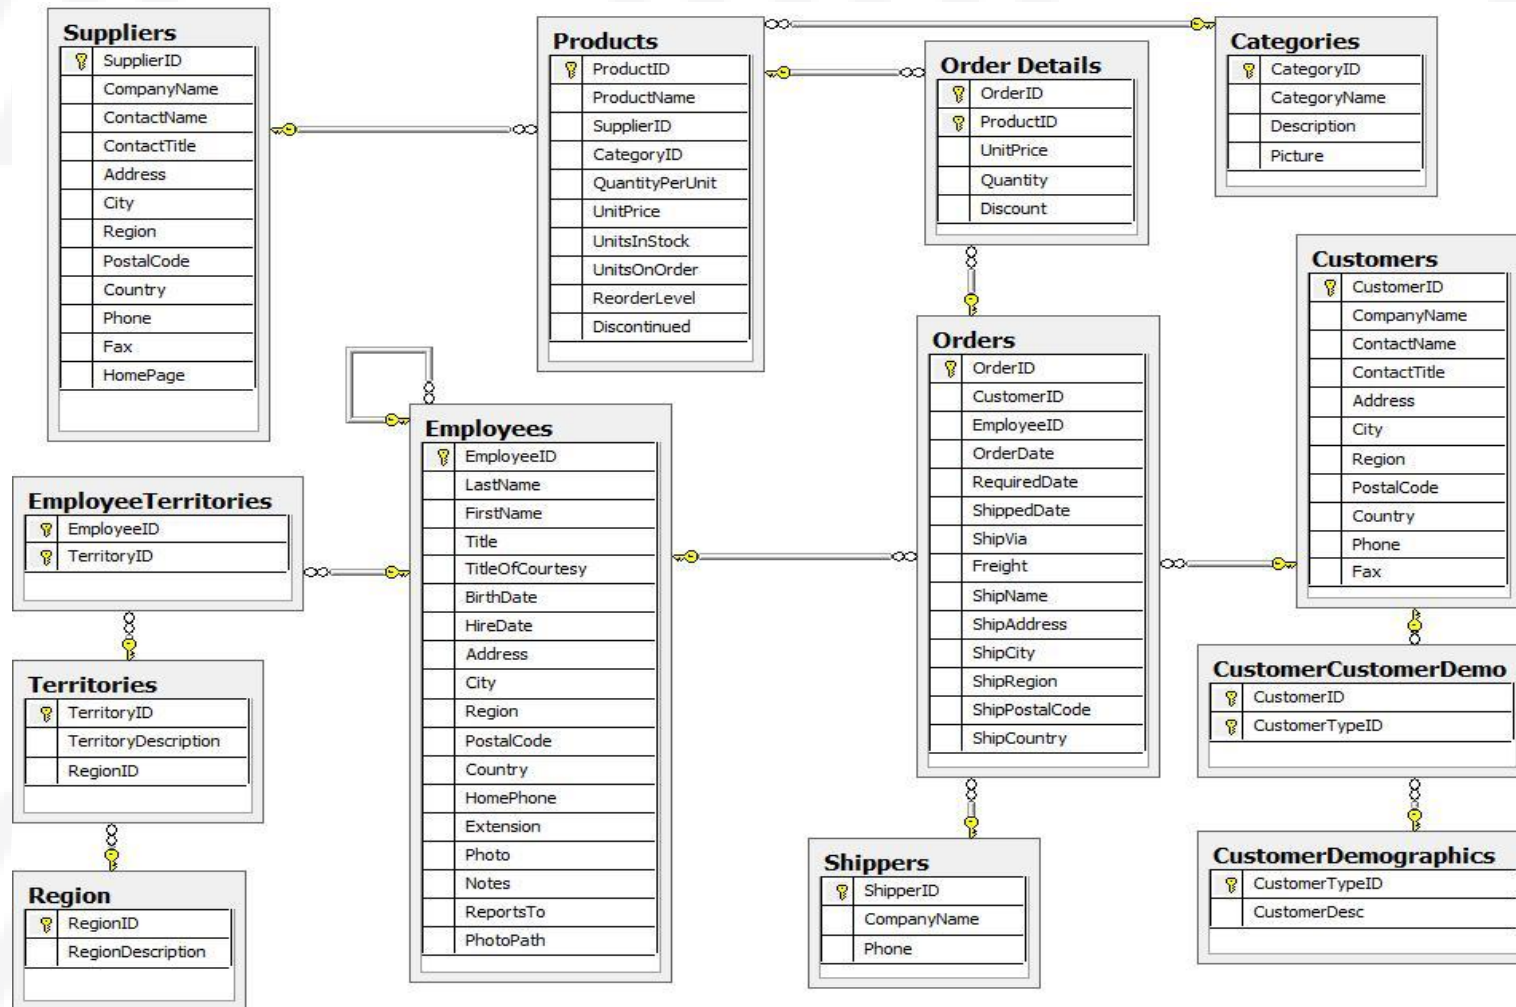 Suppliers
SupplierID
CompanyName
ContactName
ContactTitle
Address
City
Region
PostalCode
Country
Phone
Fax
HomePage
Products
ProductID
ProductName
SupplierID
CategoryID
QuantityPerUnit
UnitPrice
UnitsInStock
UnitsOnOrder
ReorderLevel
Discontinued
Order Details
OrderID
ProductID
UnitPrice
Quantity
Discount
Categories
CategoryID
CategoryName
Description
Picture
Customers
CustomerID
CompanyName
ContactName
ContactTitle
Address
City
Region
PostalCode
Country
Phone
Fax
Orders
OrderID
CustomerID
EmployeeID
OrderDate
RequiredDate
ShippedDate
ShipVia
Freight
ShipName
ShipAddress
ShipCity
ShipRegion
ShipPostalCode
ShipCountry
Employees
EmployeeID
LastName
FirstName
Title
TitleOfCourtesy
BirthDate
HireDate
Address
City
Region
PostalCode
Country
HomePhone
Extension
Photo
Notes
ReportsTo
PhotoPath
EmployeeTerritories
EmployeeID
TerritoryID
Territories
TerritoryID
TerritoryDescription
RegionID
Region
RegionID
RegionDescription
Shippers
ShipperID
CompanyName
Phone
CustomerCustomerDemo
CustomerID
CustomerTypeID
CustomerDemographics
CustomerTypeID
CustomerDesc